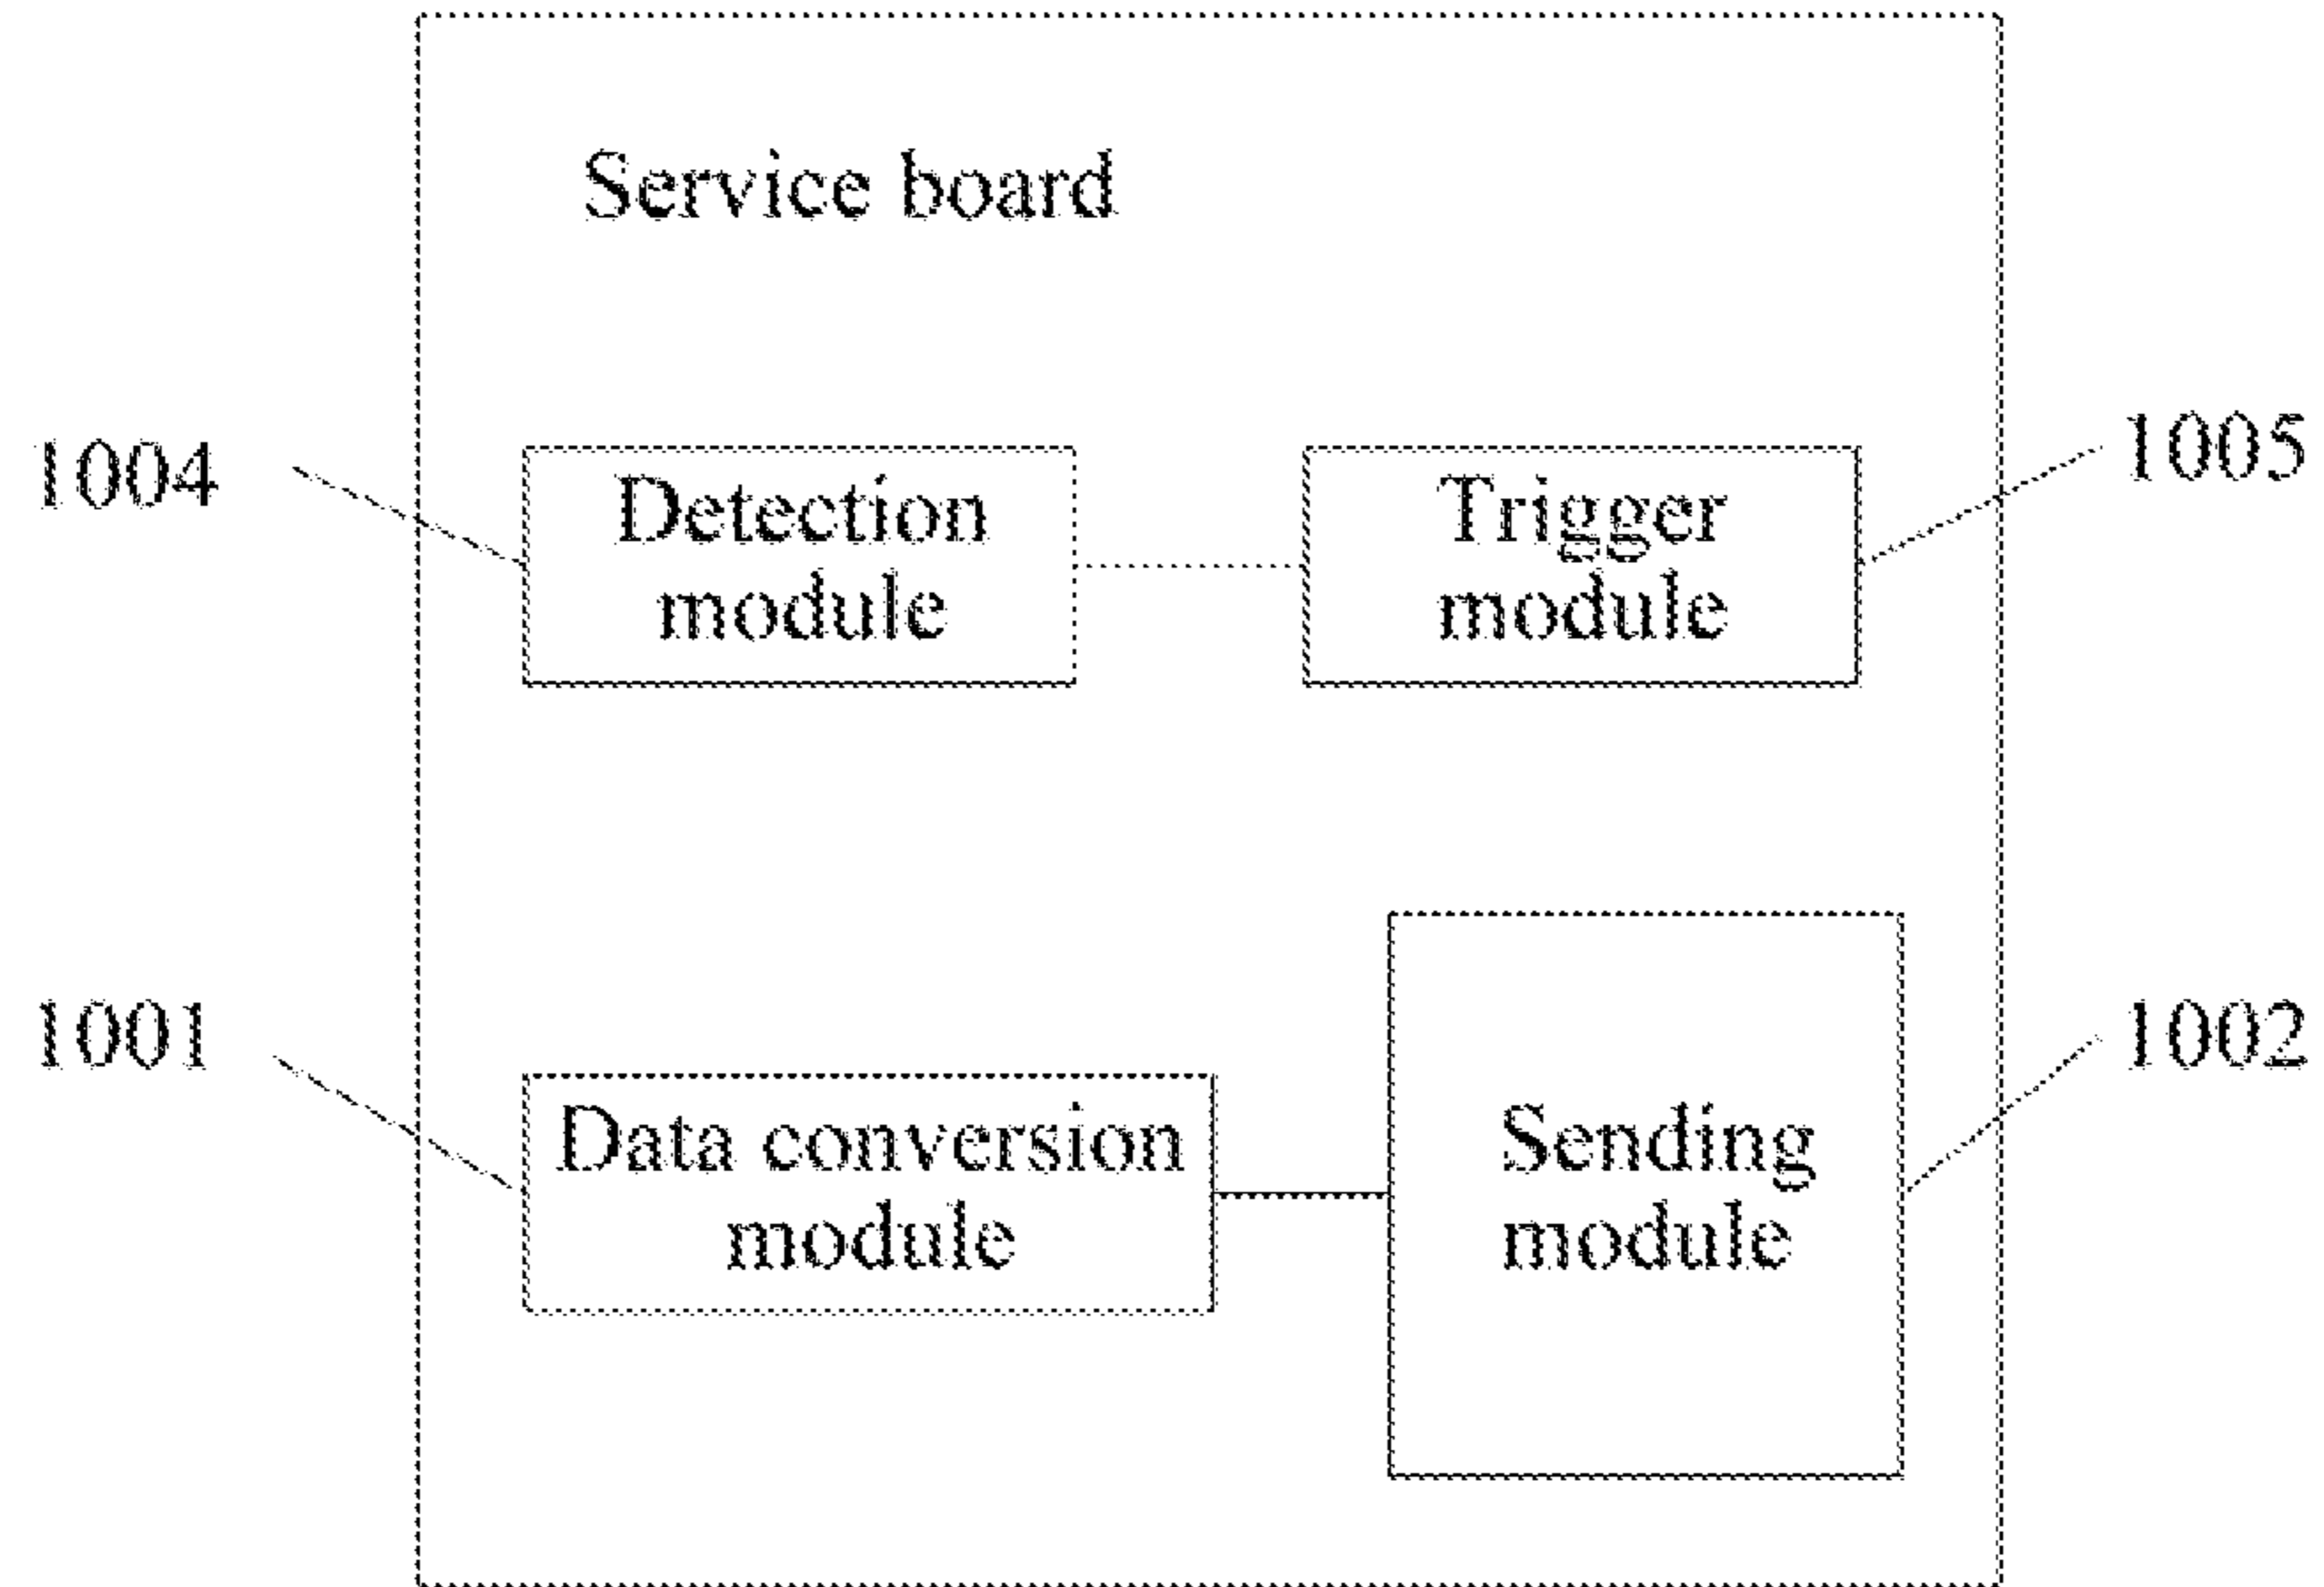 Service board
1004
Detection
module
Trigger
module
1005
1001
Data conversion
module
Sending
module
1002